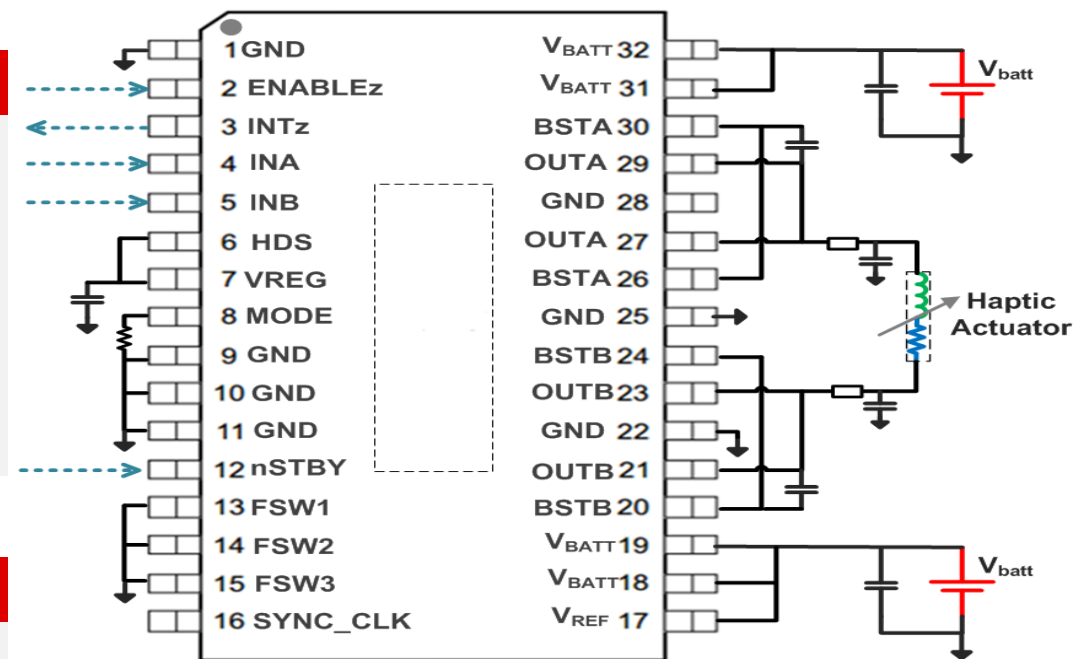 1 GND
2 ENABLEz
3 INTz
4 INA
5 INB
6 HDS
7 VREG
8 MODE
9 GND
10 GND
11 GND
12 nSTBY
13 FSW1
14 FSW2
15 FSW3
16 SYNC_CLK
VBATT 32
VBATT 31
BSTA 30
OUTA 29
GND 28
OUTA 27
BSTA 26
GND 25
BSTB 24
OUTB 23
GND 22
OUTB 21
BSTB 20
VBATT 19
VBATT 18
VREF 17
Vbatt
Haptic
Actuator
Vbatt